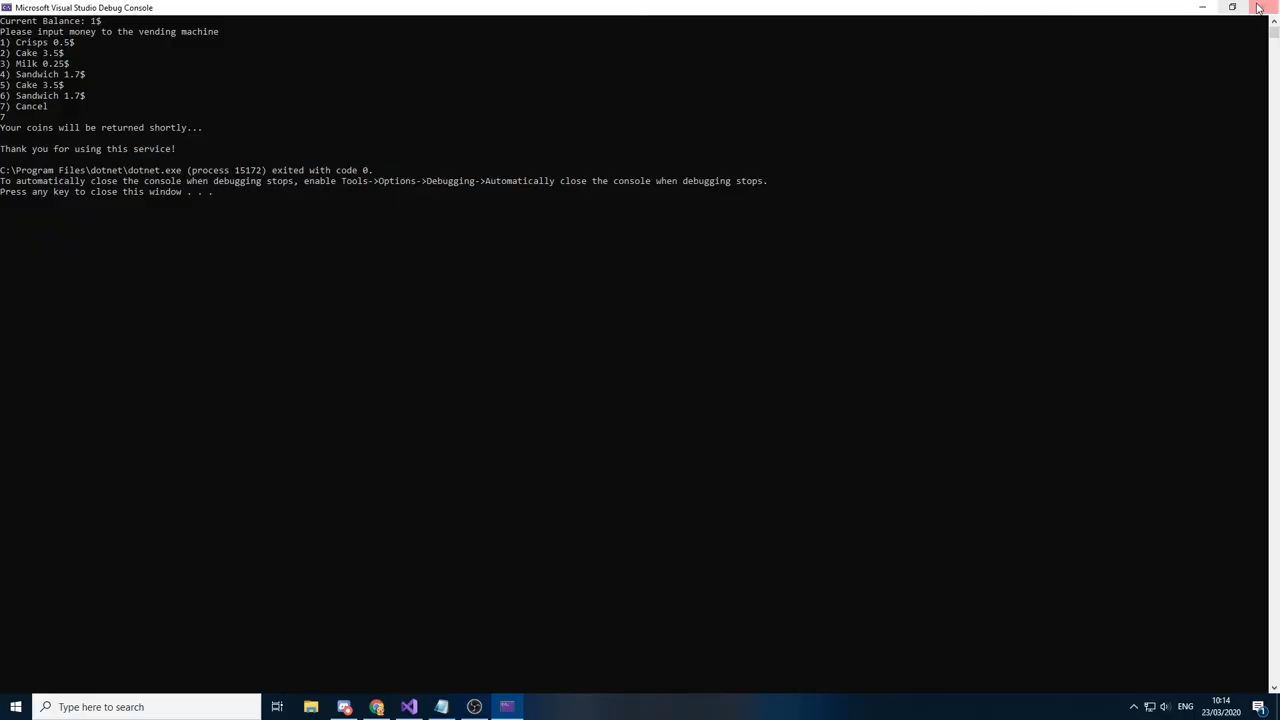 Microsoft Visual Studio Debug Console
Current Balance: 1$
Please input money to the vending machine
1) Crisps 0.5$
2) Cake 3.5$
3) Milk 0.25$
4) Sandwich 1.7$
5) Cake 3.5$
6) Sandwich 1.7$
7) Cancel
7
Your coins will be returned shortly...
Thank you for using this service!
C:\Program Files\dotnet\dotnet.exe (process 15172) exited with code 0.
To automatically close the console when debugging stops, enable Tools->Options->Debugging->Automatically close the console when debugging stops.
Press any key to close this window . . .
Type here to search
ENG
10:14
23/03/2020
1